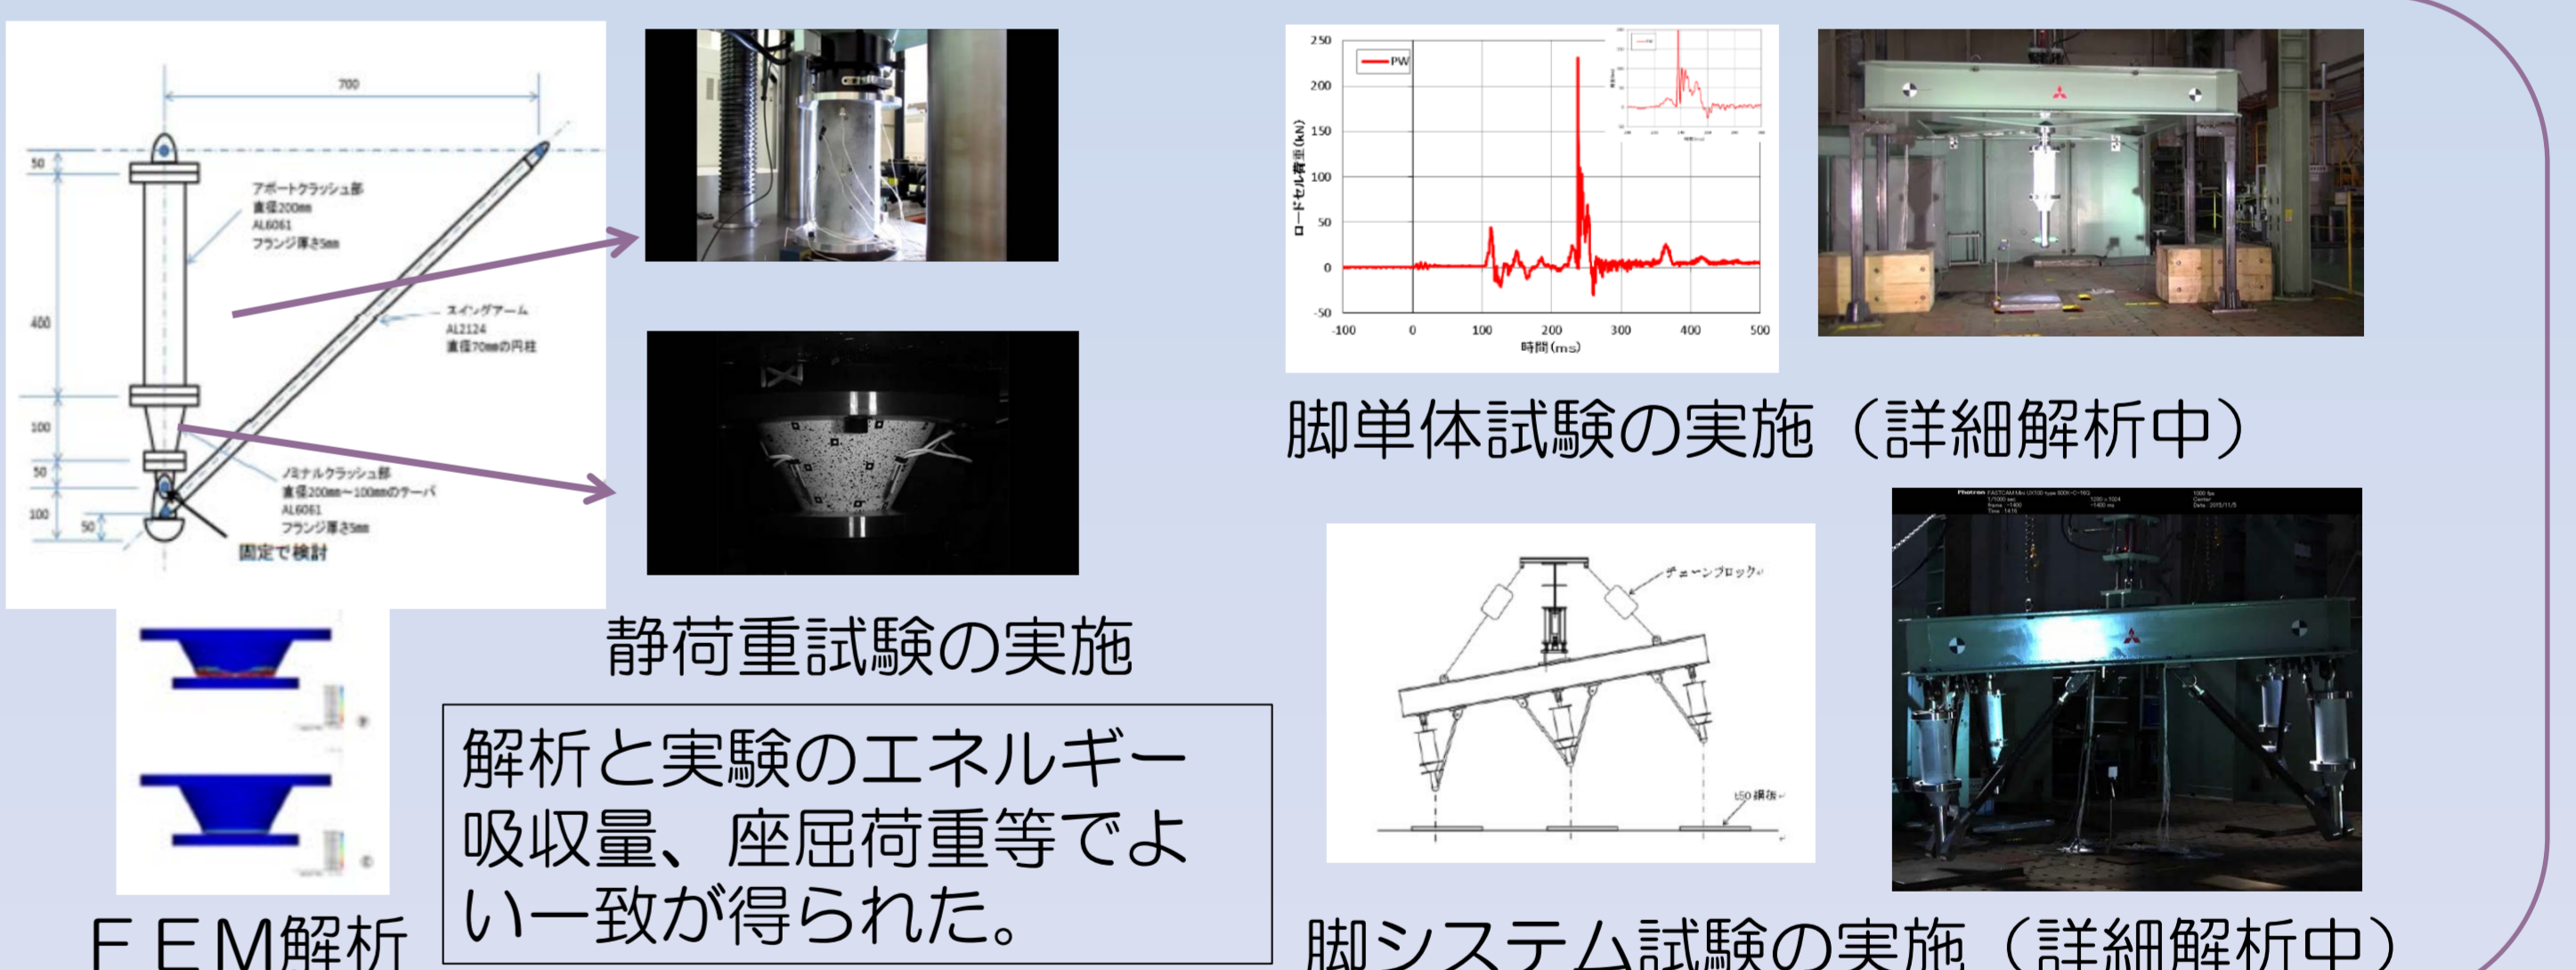 700
50
400
100
50
100
50
アボートクラッシュ部
直径200mm
AL6061
フランジ厚さ5mm
スイングアーム
AL2124
直径70mmの円柱
ノミナルクラッシュ部
直径200mm～100mmのテーパ
AL6061
フランジ厚さ5mm
固定で検討
静荷重試験の実施
ＦＥＭ解析
解析と実験のエネルギー
吸収量、座屈荷重等でよ
い一致が得られた。
PW
ロードセル荷重(kN)
250
200
150
100
50
0
-50
-100
0
100
200
300
400
500
時間(ms)
脚単体試験の実施（詳細解析中）
チェーンブロック
t50 鋼板
Photron
脚システム試験の実施（詳細解析中）